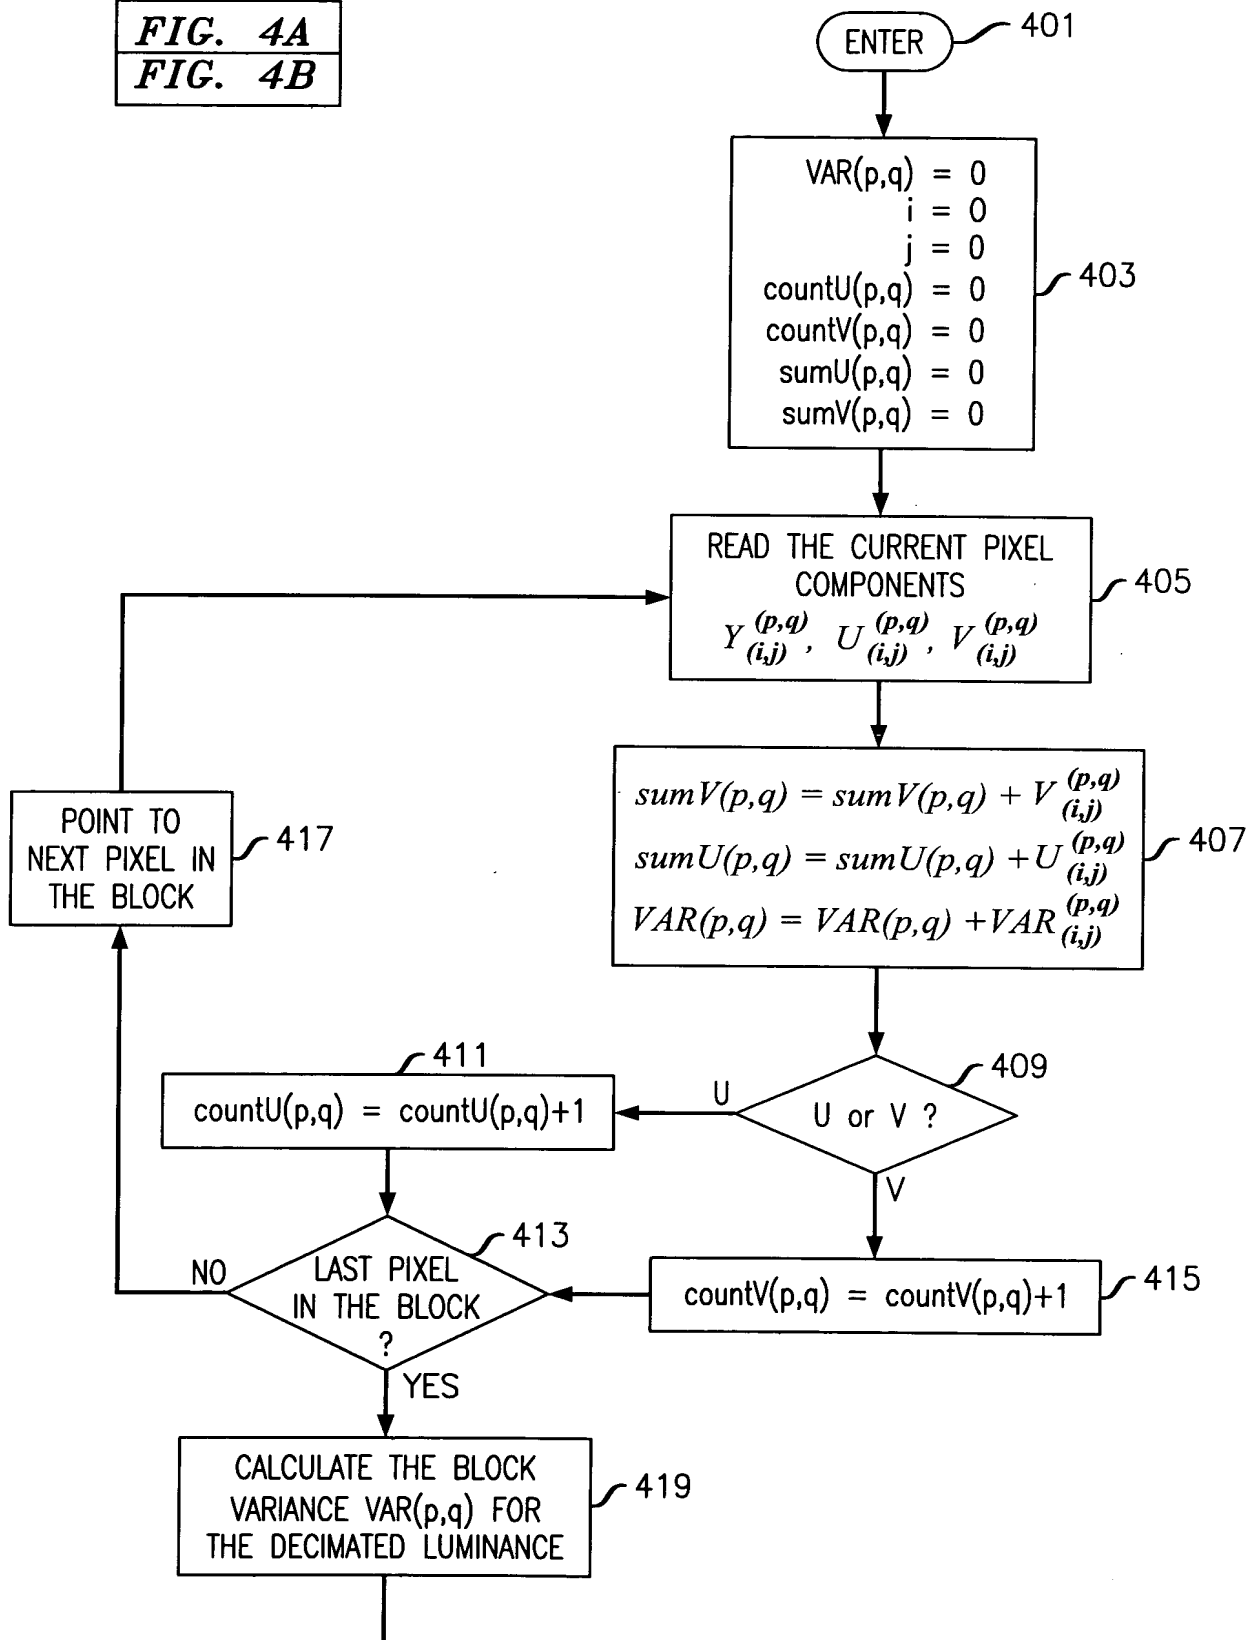 FIG. 4A
FIG. 4B
ENTER
401
VAR(p,q) = 0
i = 0
j = 0
countU(p,q) = 0
countV(p,q) = 0
sumU(p,q) = 0
sumV(p,q) = 0
403
READ THE CURRENT PIXEL
COMPONENTS
Y (p,q) (i,j), U (p,q) (i,j), V (p,q) (i,j)
405
sumV(p,q) = sumV(p,q) + V (p,q) (i,j)
sumU(p,q) = sumU(p,q) +U (p,q) (i,j)
VAR(p,q) = VAR(p,q) +VAR (p,q) (i,j)
407
POINT TO
NEXT PIXEL IN
THE BLOCK
417
U or V ?
409
U
V
411
countU(p,q) = countU(p,q)+1
countV(p,q) = countV(p,q)+1
415
LAST PIXEL
IN THE BLOCK
?
413
NO
YES
CALCULATE THE BLOCK
VARIANCE VAR(p,q) FOR
THE DECIMATED LUMINANCE
419